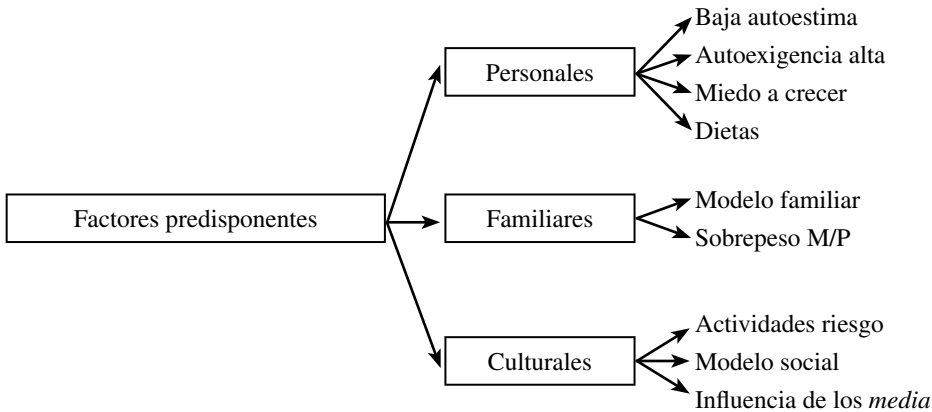 Baja autoestima
Personales
Autoexigencia alta
Miedo a crecer
Dietas
Factores predisponentes
Familiares
Modelo familiar
Sobrepeso M/P
Actividades riesgo
Culturales
Modelo social
Influencia de los media